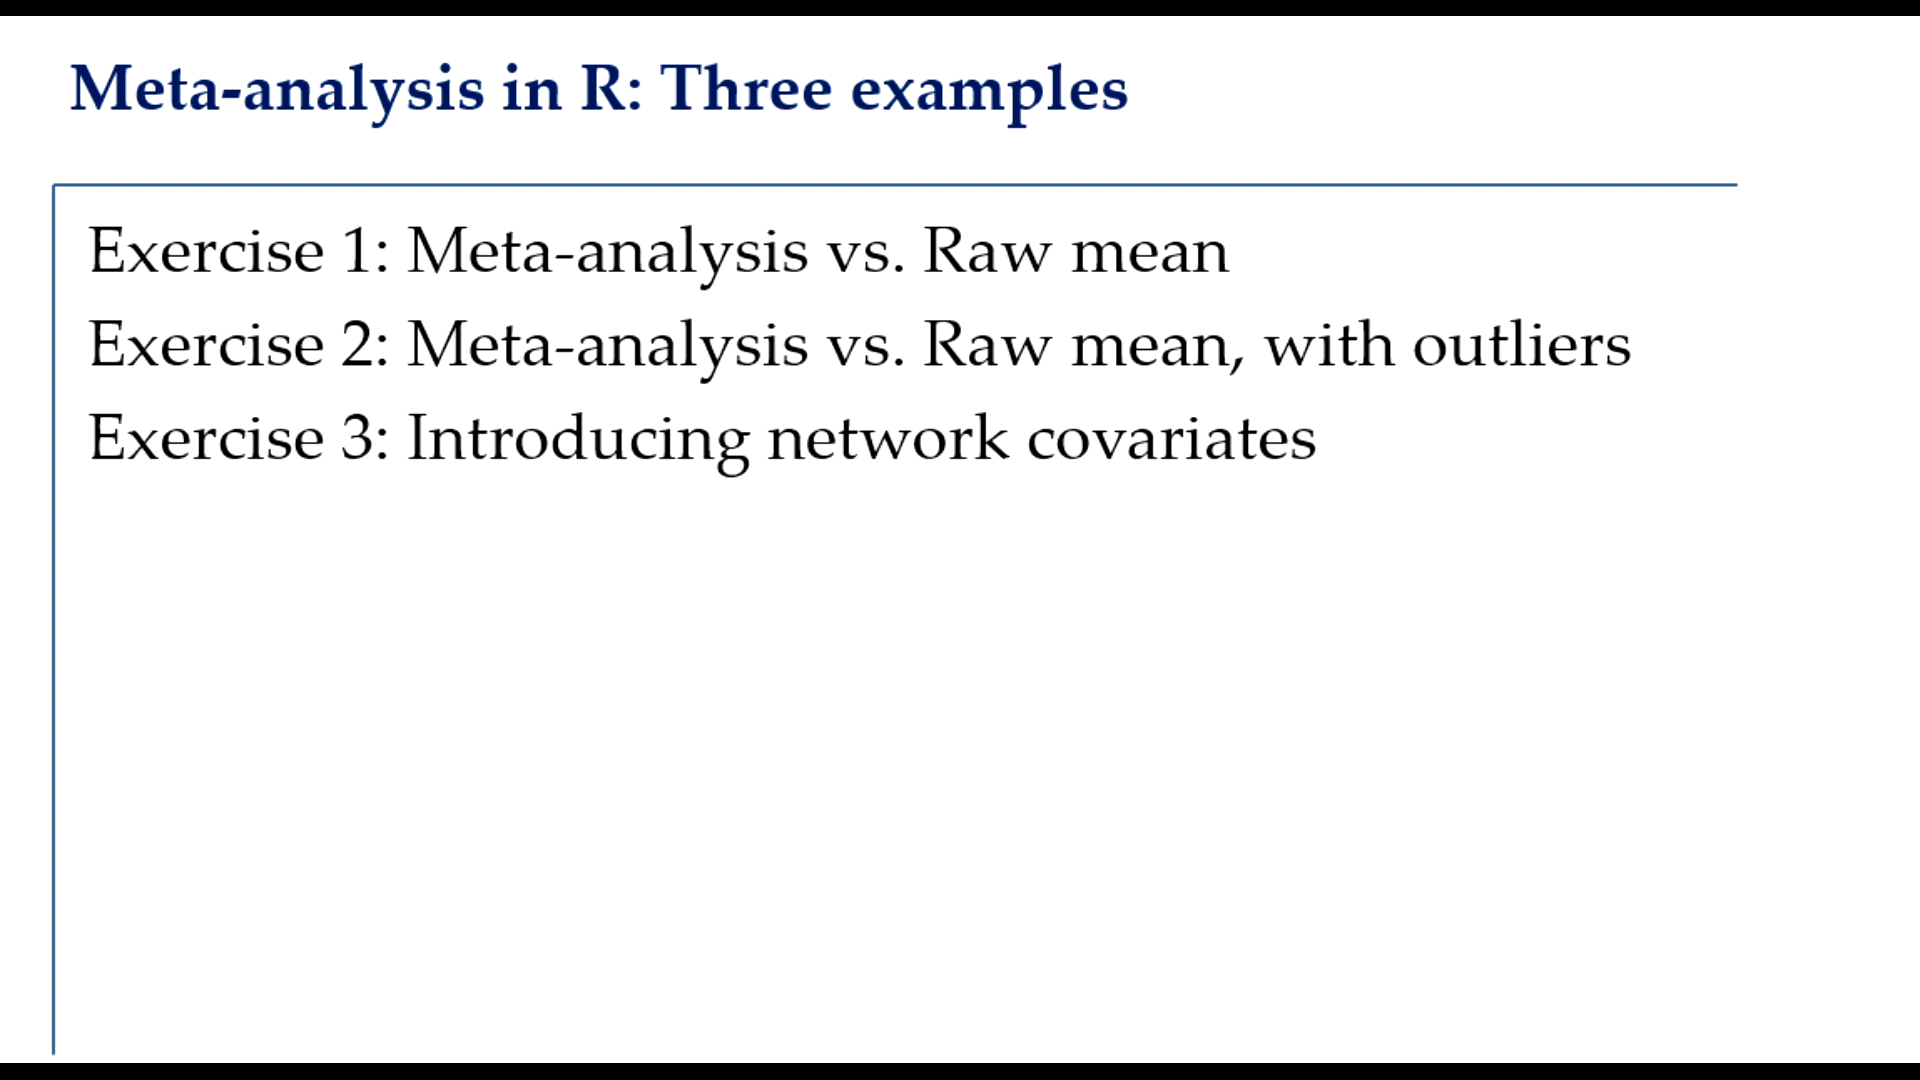 Meta-analysis in R: Three examples
Exercise 1: Meta-analysis vs. Raw mean
Exercise 2: Meta-analysis vs. Raw mean, with outliers
Exercise 3: Introducing network covariates